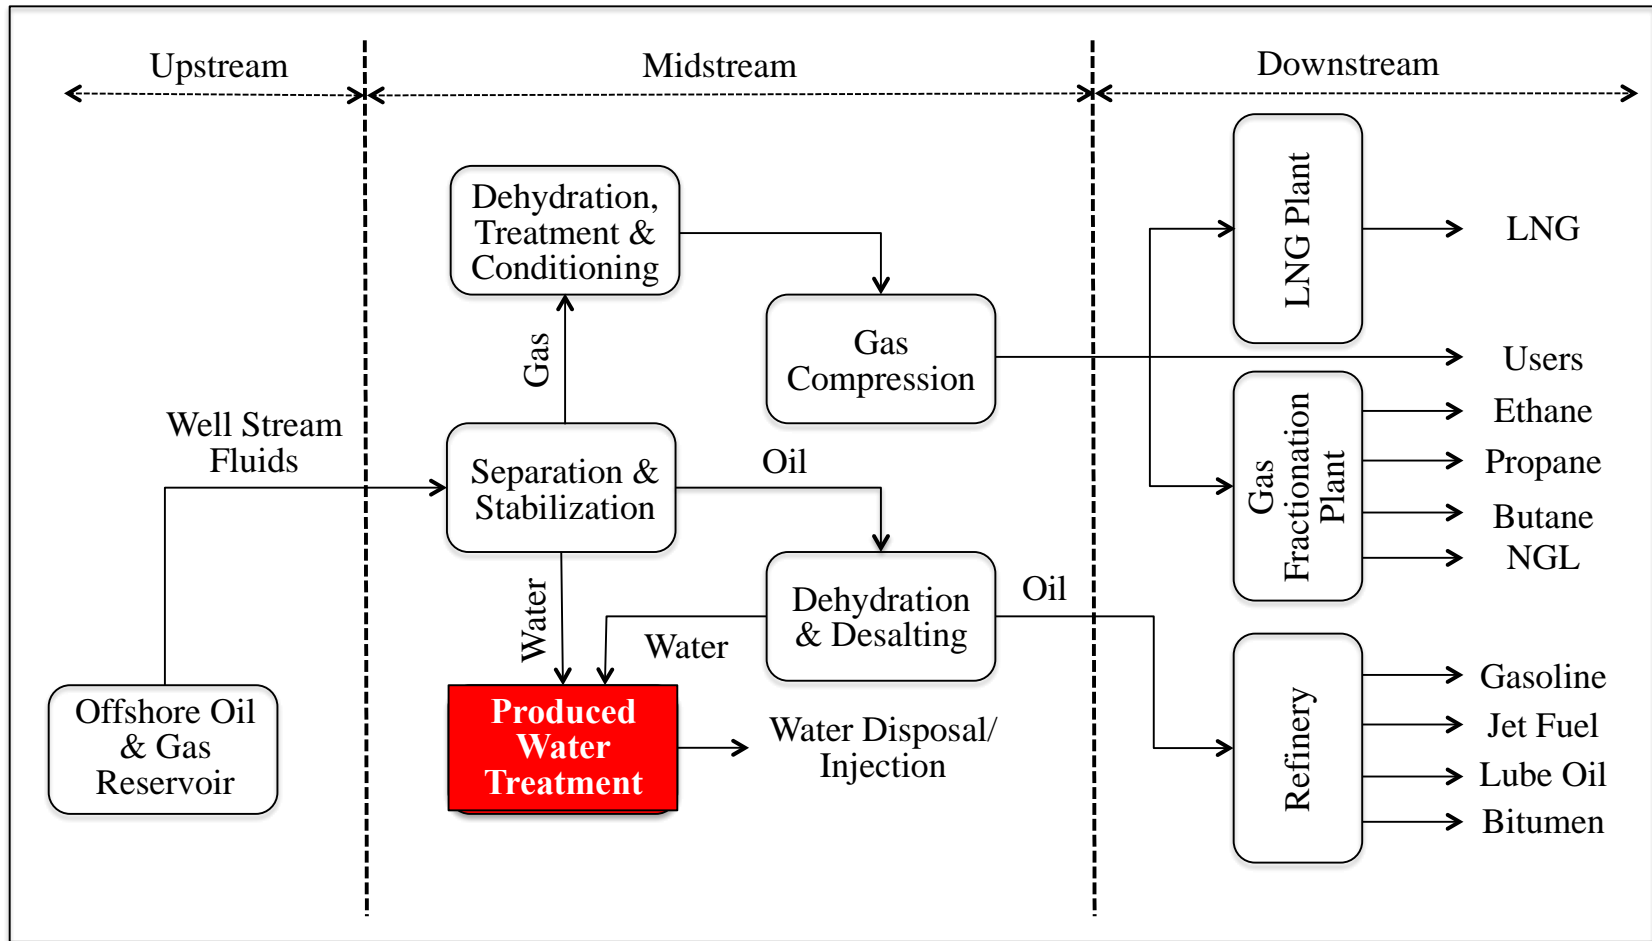 Upstream
Midstream
Downstream
Dehydration,
Treatment &
Conditioning
LNG Plant
LNG
Gas
Gas
Compression
Users
Well Stream
Fluids
Separation &
Stabilization
Oil
Gas
Fractionation
Plant
Ethane
Propane
Butane
NGL
Water
Water
Dehydration
& Desalting
Oil
Offshore Oil
& Gas
Reservoir
Produced
Water
Treatment
Water Disposal/
Injection
Refinery
Gasoline
Jet Fuel
Lube Oil
Bitumen